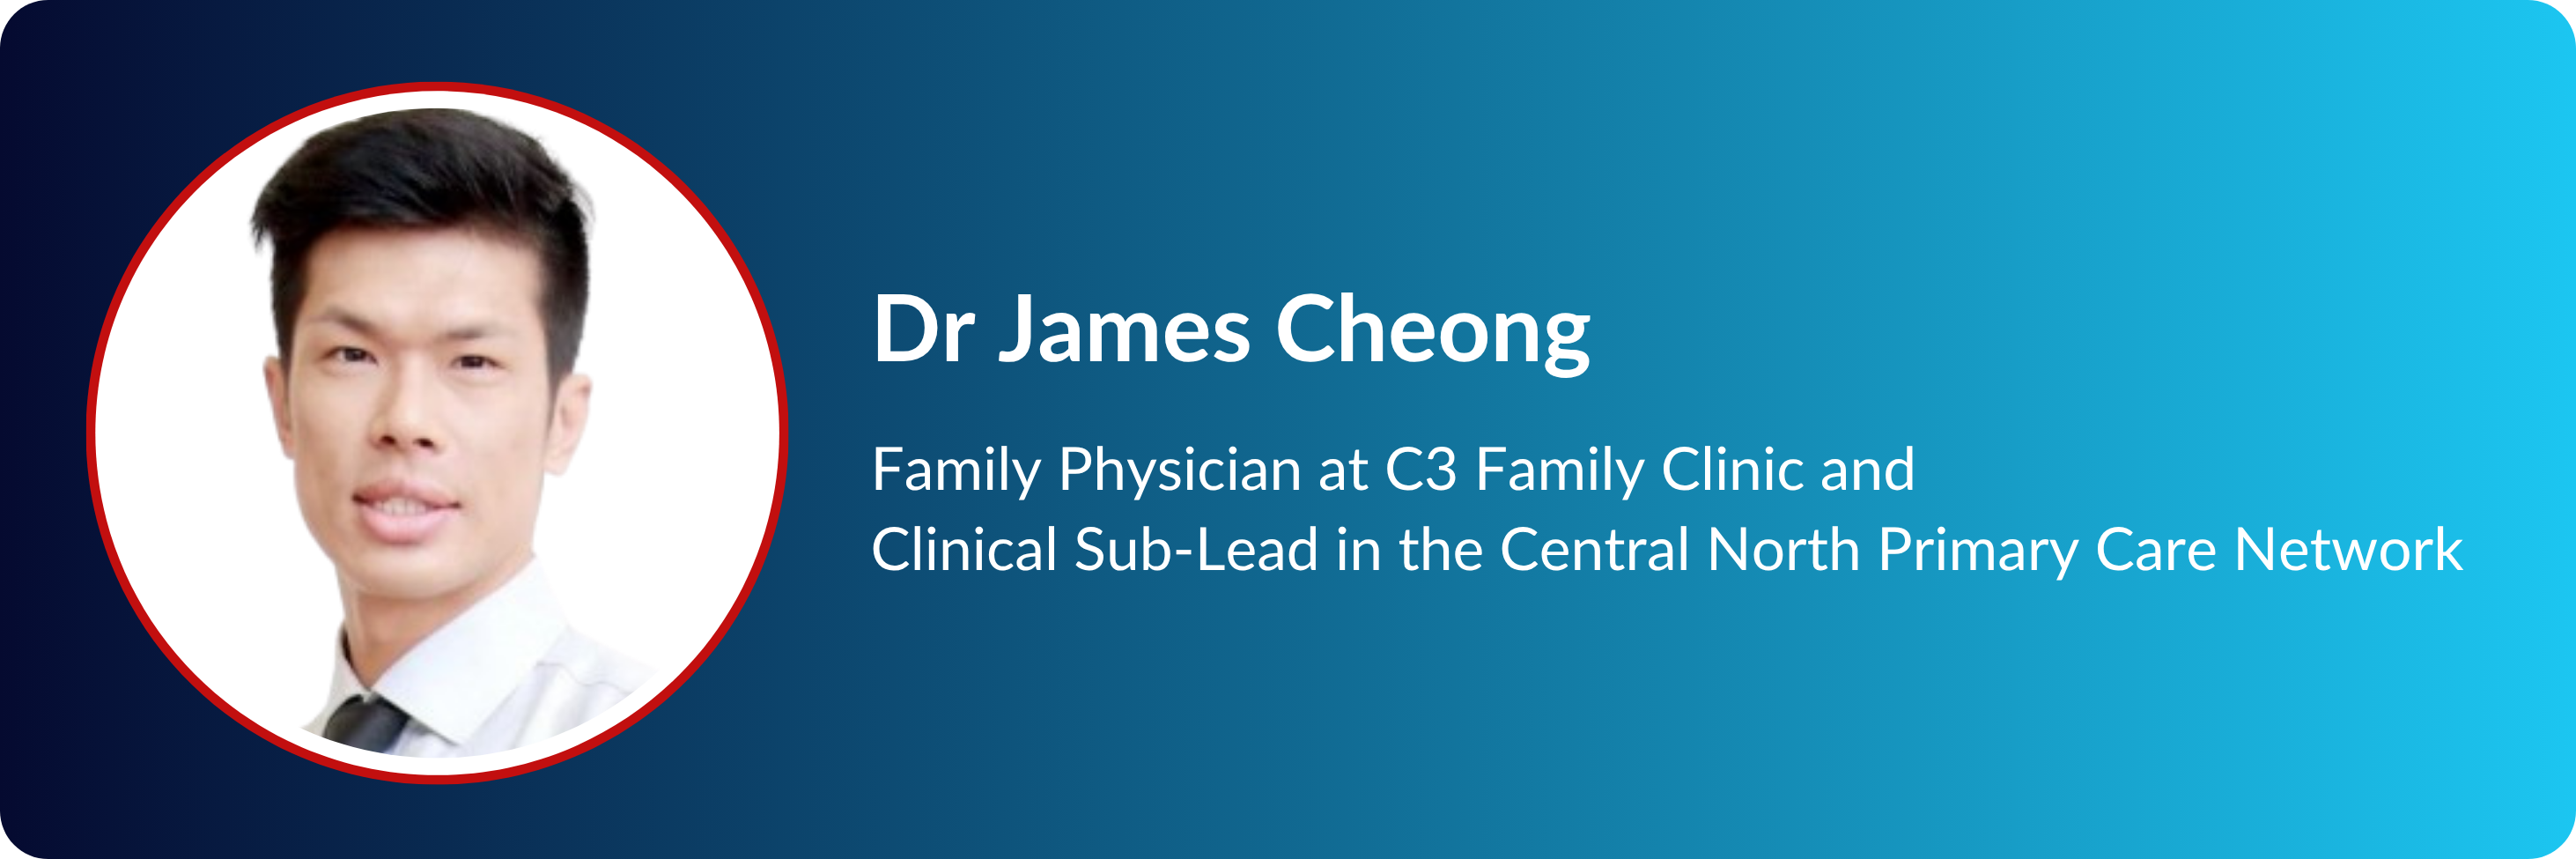 Dr James Cheong
Family Physician at C3 Family Clinic and
Clinical Sub-Lead in the Central North Primary Care Network